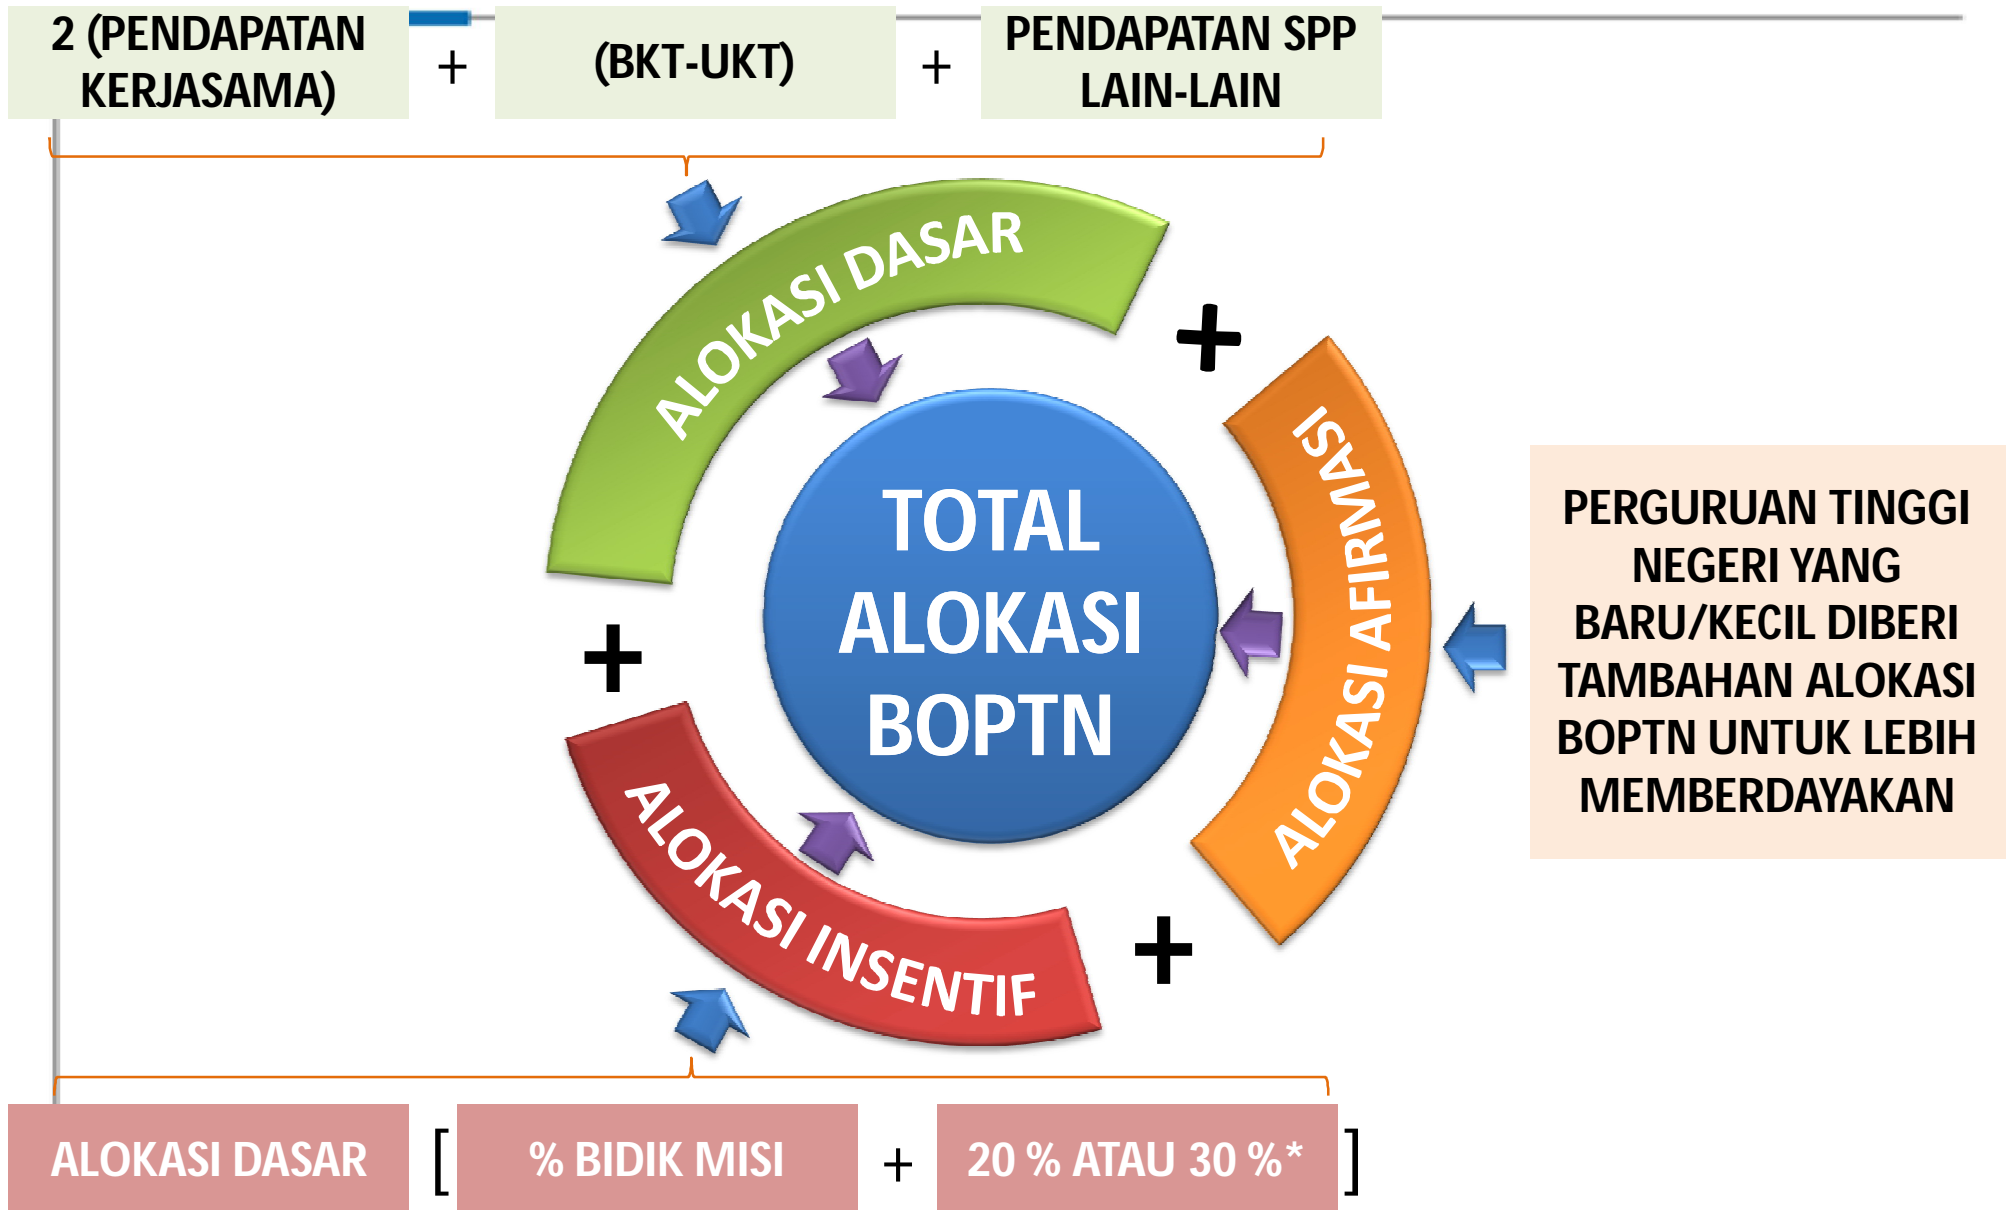 2 (PENDAPATAN
KERJASAMA)
+
(BKT-UKT)
+
PENDAPATAN SPP
LAIN-LAIN
ALOKASI DASAR
+
ALOKASI AFIRMASI
TOTAL
ALOKASI
BOPTN
PERGURUAN TINGGI
NEGERI YANG
BARU/KECIL DIBERI
TAMBAHAN ALOKASI
BOPTN UNTUK LEBIH
MEMBERDAYAKAN
+
ALOKASI INSENTIF
+
ALOKASI DASAR [ % BIDIK MISI + 20 % ATAU 30 %* ]